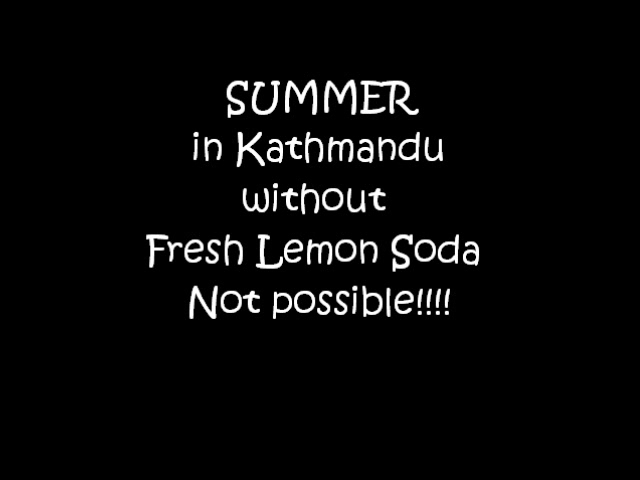 SUMMER
in Kathmandu
without
Fresh Lemon Soda
Not possible!!!!